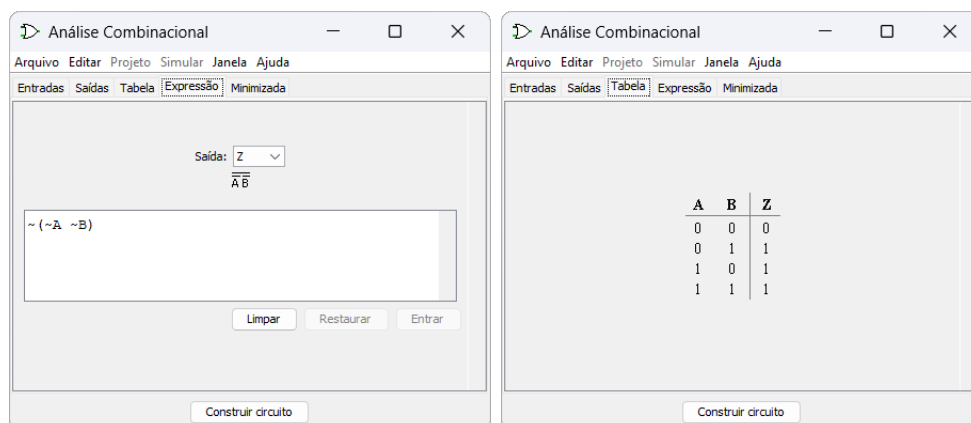 Análise Combinacional
Arquivo Editar Projeto Simular Janela Ajuda
Entradas Saídas Tabela Expressão Minimizada
Saída: Z
A̿ B̿
~(~A ~B)
Limpar Restaurar Entrar
Construir circuito
Análise Combinacional
Arquivo Editar Projeto Simular Janela Ajuda
Entradas Saídas Tabela Expressão Minimizada
A B Z
0 0 0
0 1 1
1 0 1
1 1 1
Construir circuito